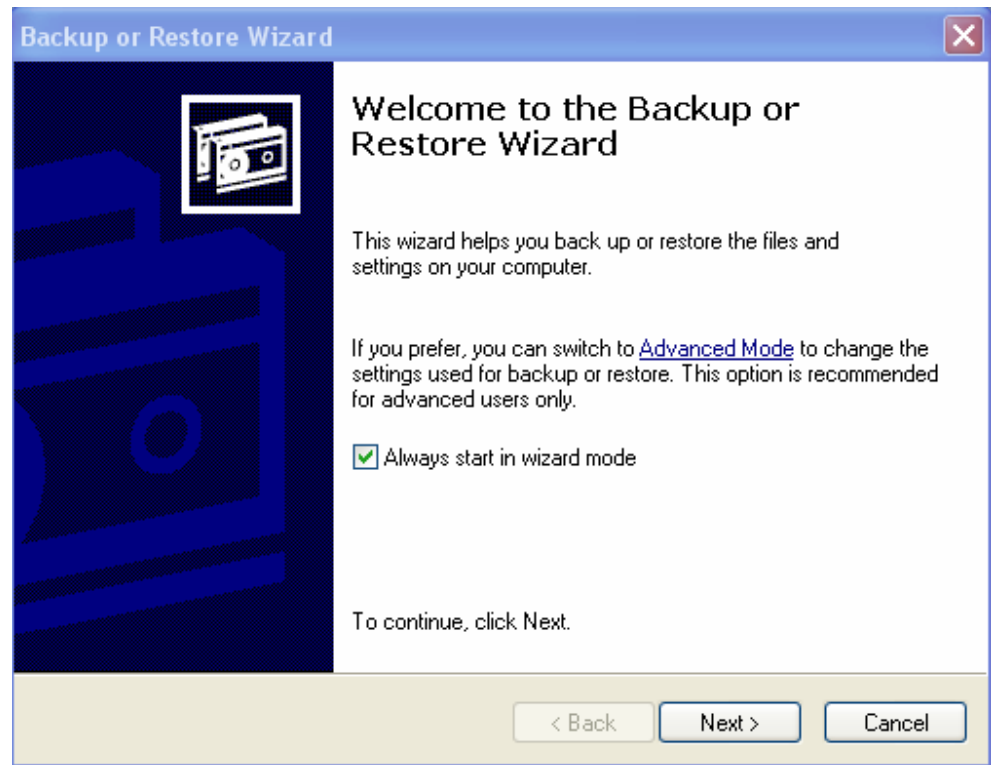 Backup or Restore Wizard
Welcome to the Backup or
Restore Wizard
This wizard helps you back up or restore the files and
settings on your computer.
If you prefer, you can switch to Advanced Mode to change the
settings used for backup or restore. This option is recommended
for advanced users only.
Always start in wizard mode
To continue, click Next.
< Back
Next >
Cancel